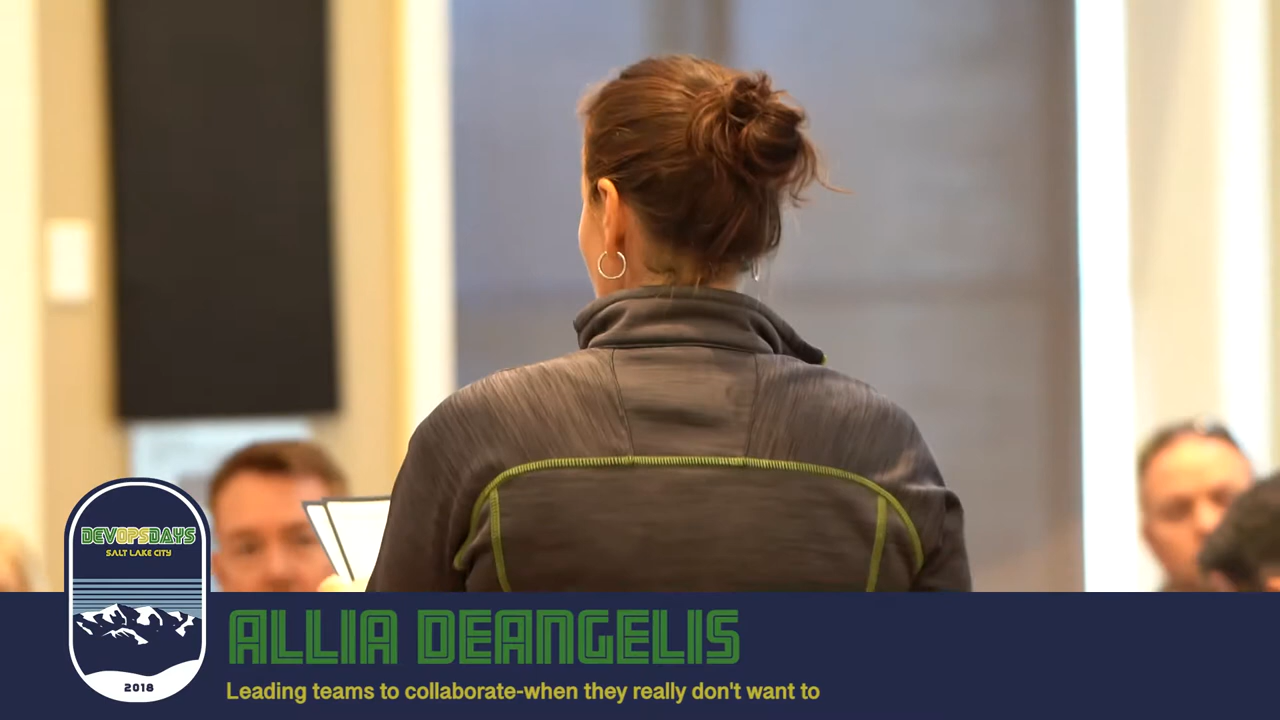 DEVOPSDAYS
SALT LAKE CITY
2018
ALLIA DEANGELIS
Leading teams to collaborate-when they really don't want to